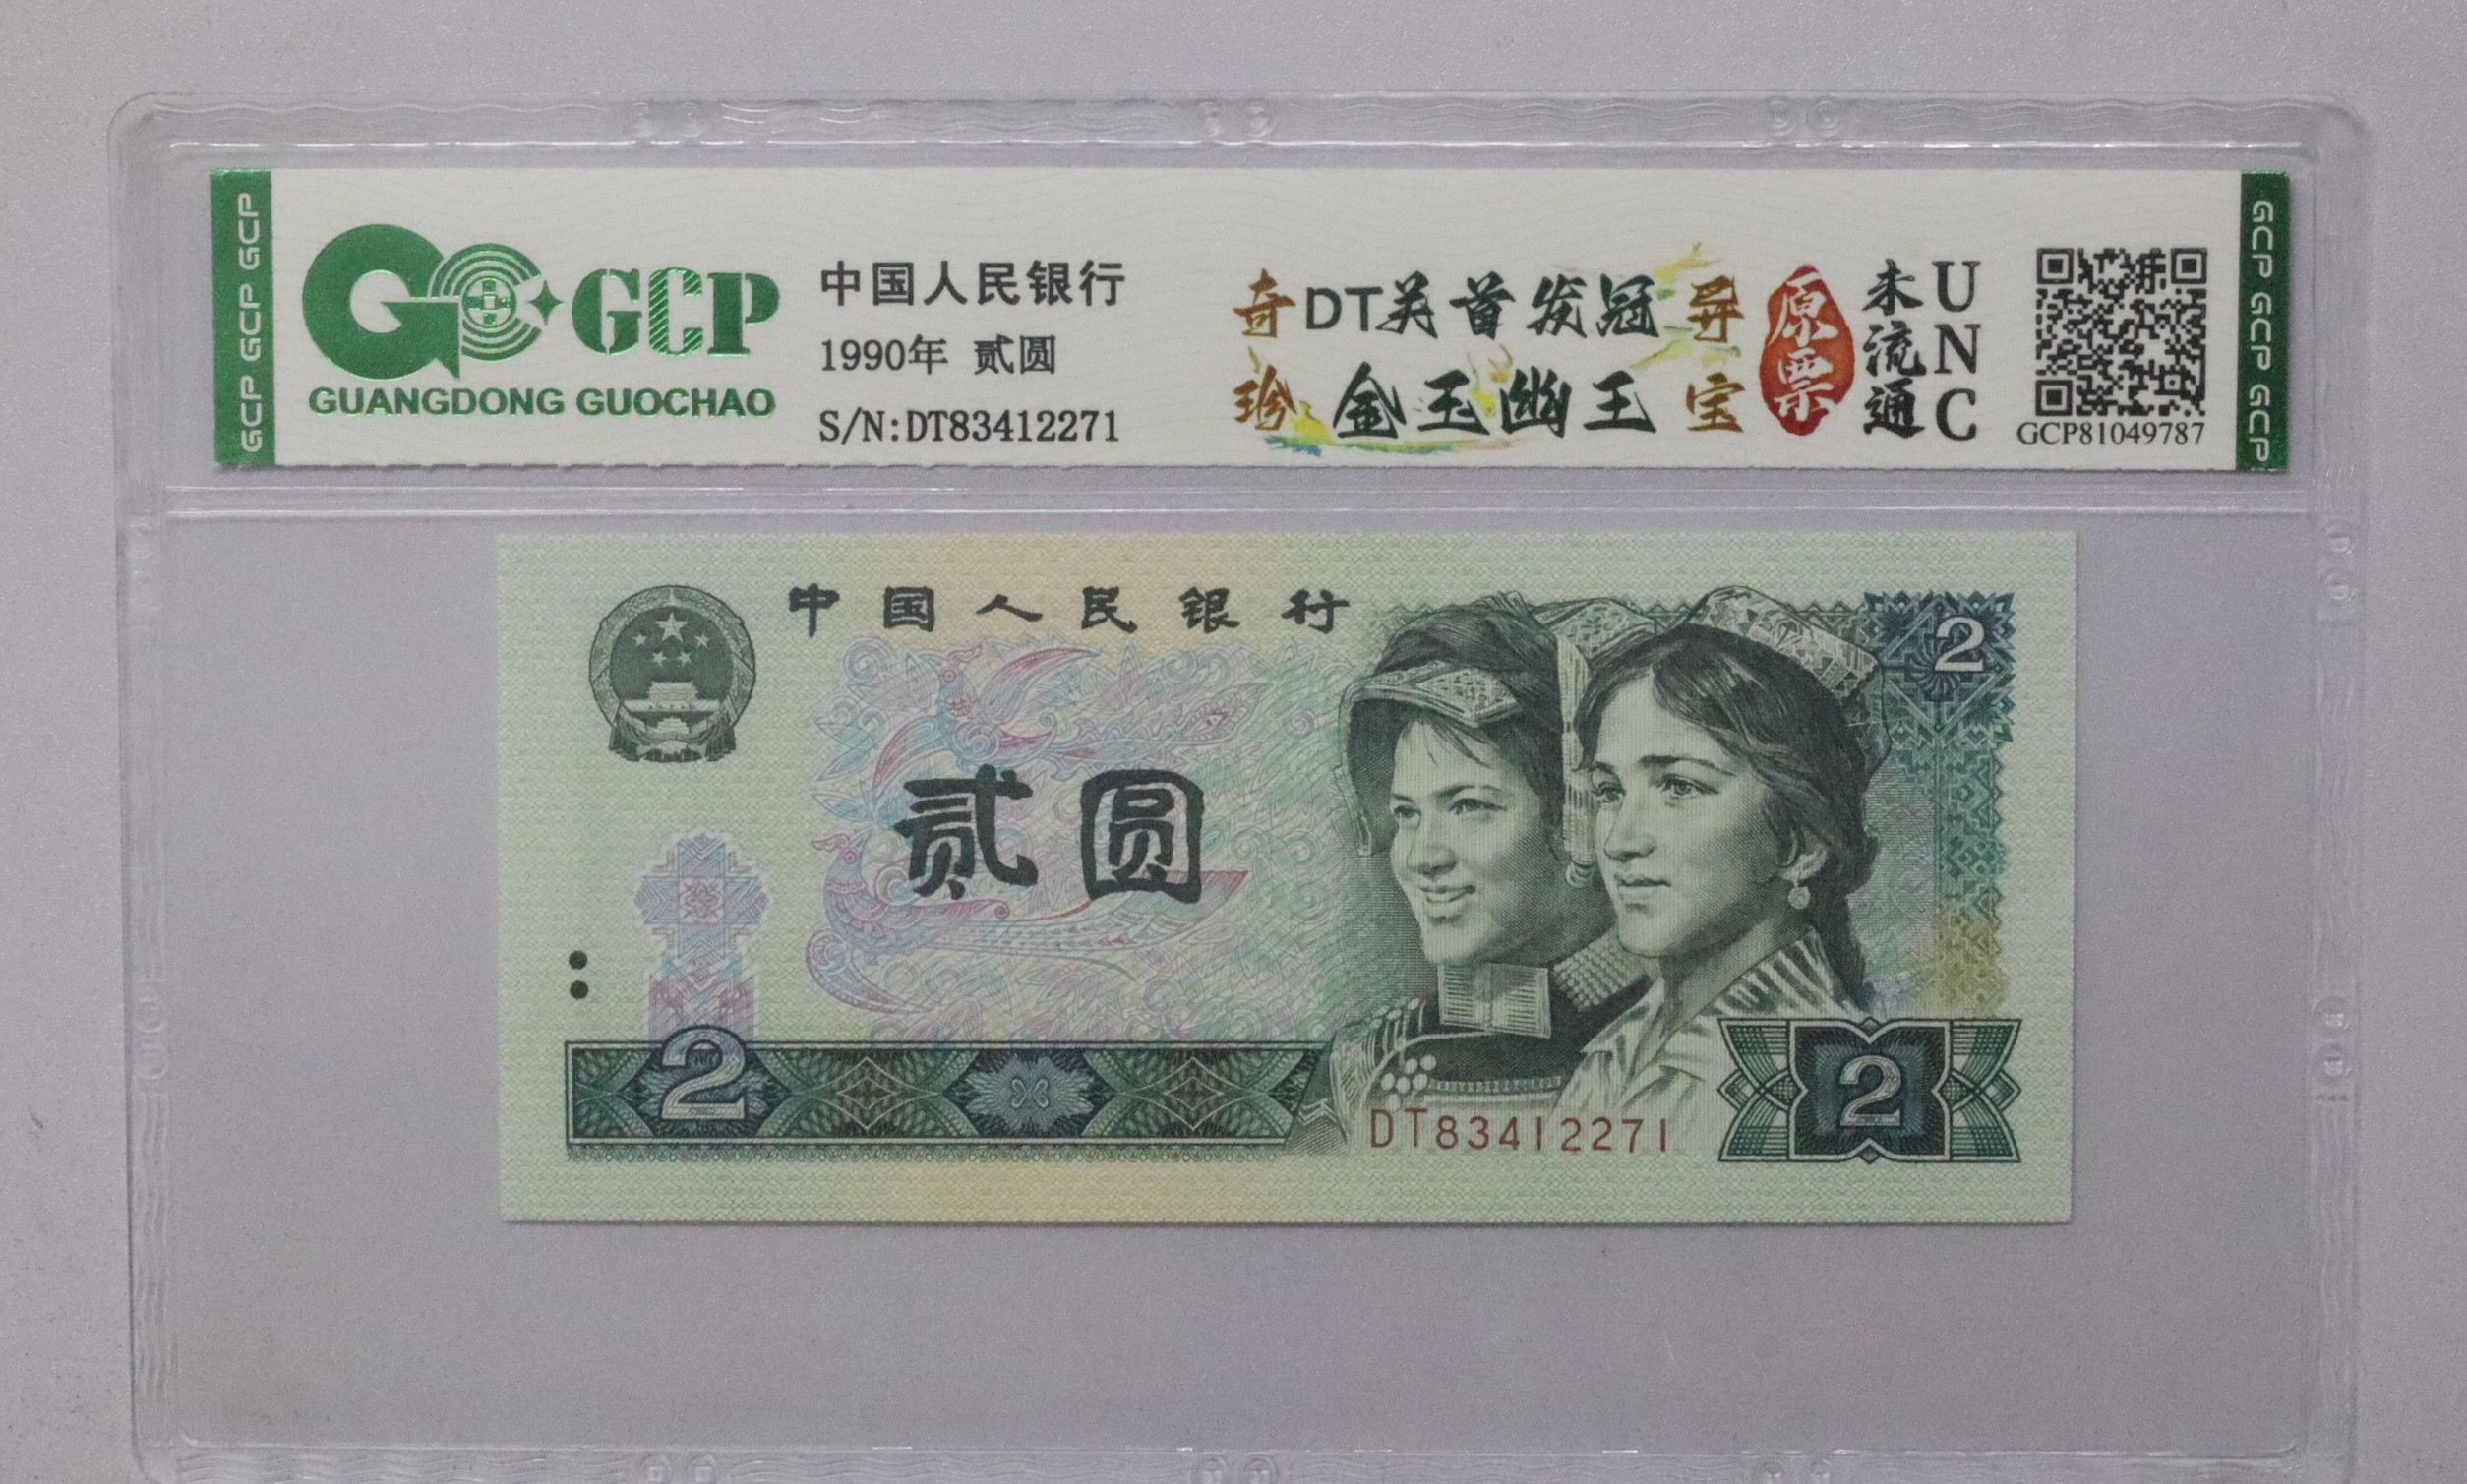 GCP GCP GCP
GCP
GUANGDONG GUOCHAO
中国人民银行
1990年 贰圆
S/N:DT83412271
奇珍
DT关首发冠
金玉幽王
异宝
原票
未流通
UNC
GCP81049787
GCP GCP GCP
中国人民银行
2
贰圆
2
2
DT83412271